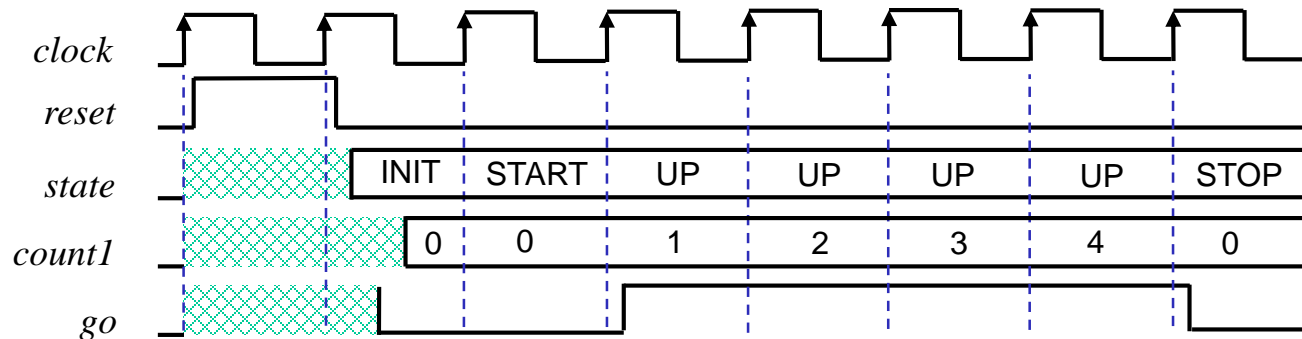 clock
reset
state INIT START UP UP UP UP STOP
count1 0 0 1 2 3 4 0
go